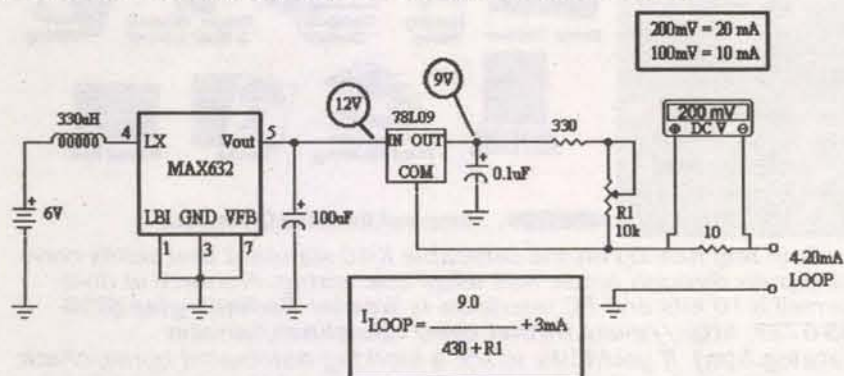 200mV = 20 mA
100mV = 10 mA
9V
12V
330uH
4
LX
Vout
5
78L09
IN OUT
COM
330
200 mV
⊕ DC V ⊖
MAX632
+
6V
LBI GND VFB
1
3
7
+
100uF
+
0.1uF
R1
10k
10
4-20mA
LOOP
I LOOP = 9.0 / 430 + R1 + 3mA